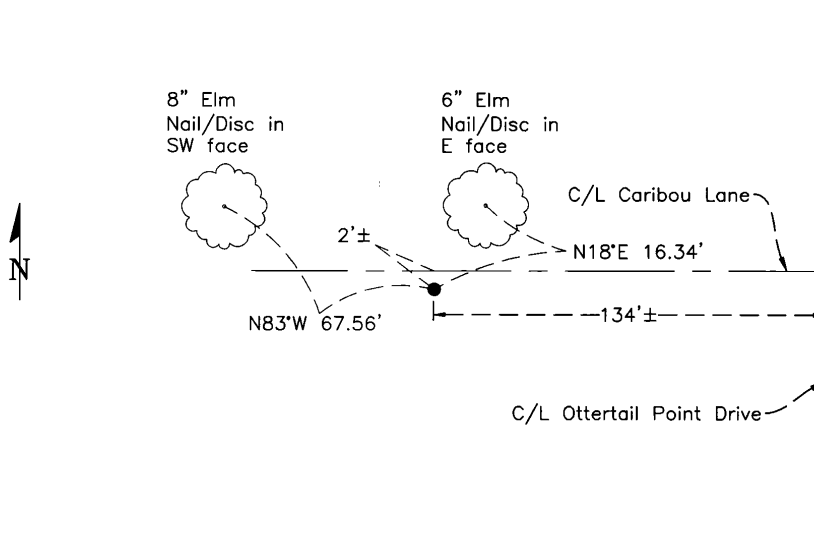 8" Elm
Nail/Disc in
SW face
6" Elm
Nail/Disc in
E face
C/L Caribou Lane
2'±
N18°E 16.34'
N
N83°W 67.56'
134'±
C/L Ottertail Point Drive